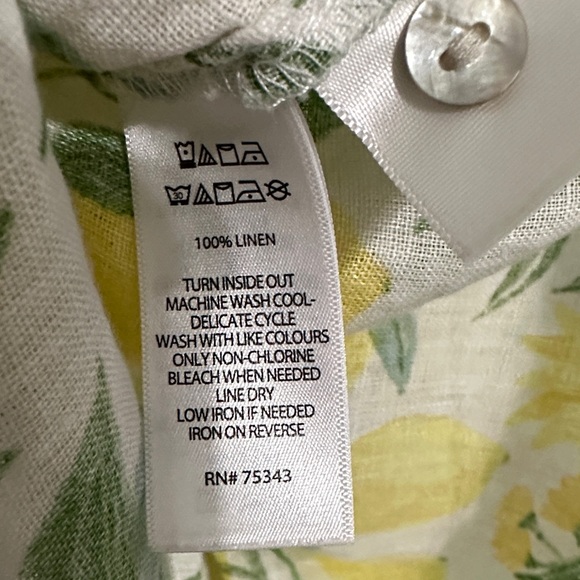 30
100% LINEN
TURN INSIDE OUT
MACHINE WASH COOL-
DELICATE CYCLE
WASH WITH LIKE COLOURS
ONLY NON-CHLORINE
BLEACH WHEN NEEDED
LINE DRY
LOW IRON IF NEEDED
IRON ON REVERSE
RN# 75343